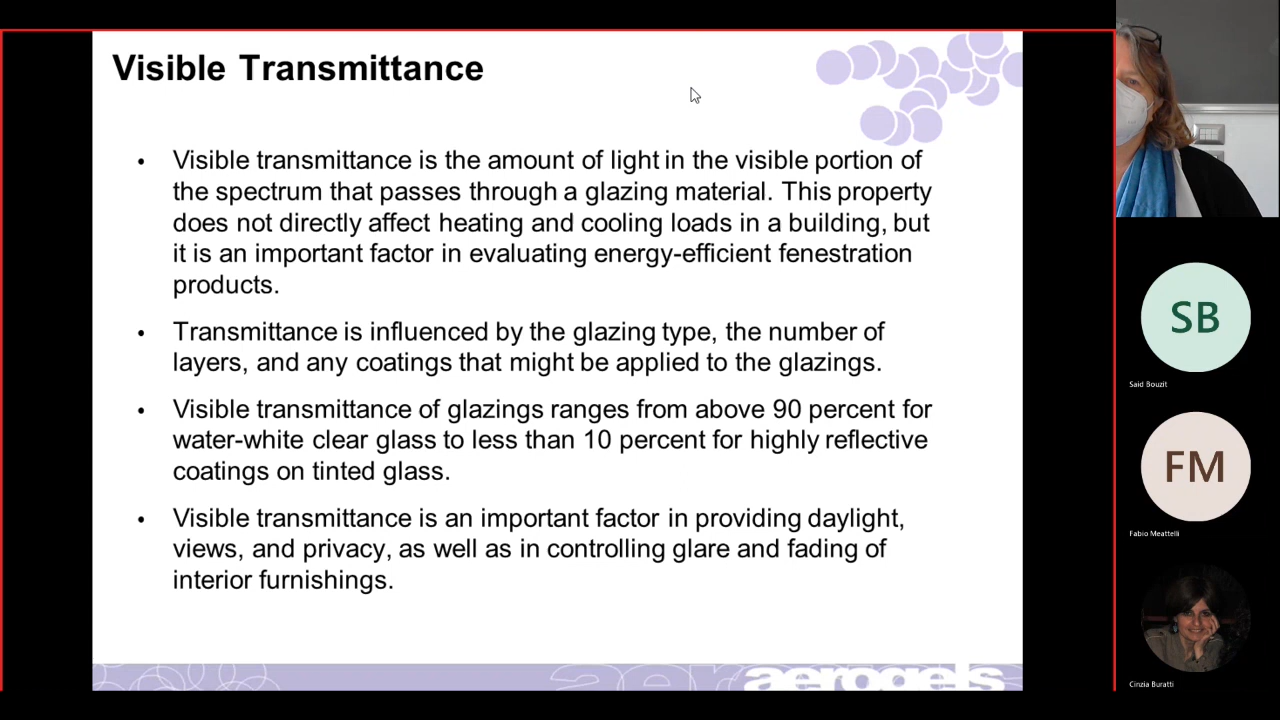 Visible Transmittance
• Visible transmittance is the amount of light in the visible portion of
the spectrum that passes through a glazing material. This property
does not directly affect heating and cooling loads in a building, but
it is an important factor in evaluating energy-efficient fenestration
products.
• Transmittance is influenced by the glazing type, the number of
layers, and any coatings that might be applied to the glazings.
• Visible transmittance of glazings ranges from above 90 percent for
water-white clear glass to less than 10 percent for highly reflective
coatings on tinted glass.
• Visible transmittance is an important factor in providing daylight,
views, and privacy, as well as in controlling glare and fading of
interior furnishings.
aerogels
SB
Said Bouzit
FM
Fabio Meattelli
Cinzia Buratti